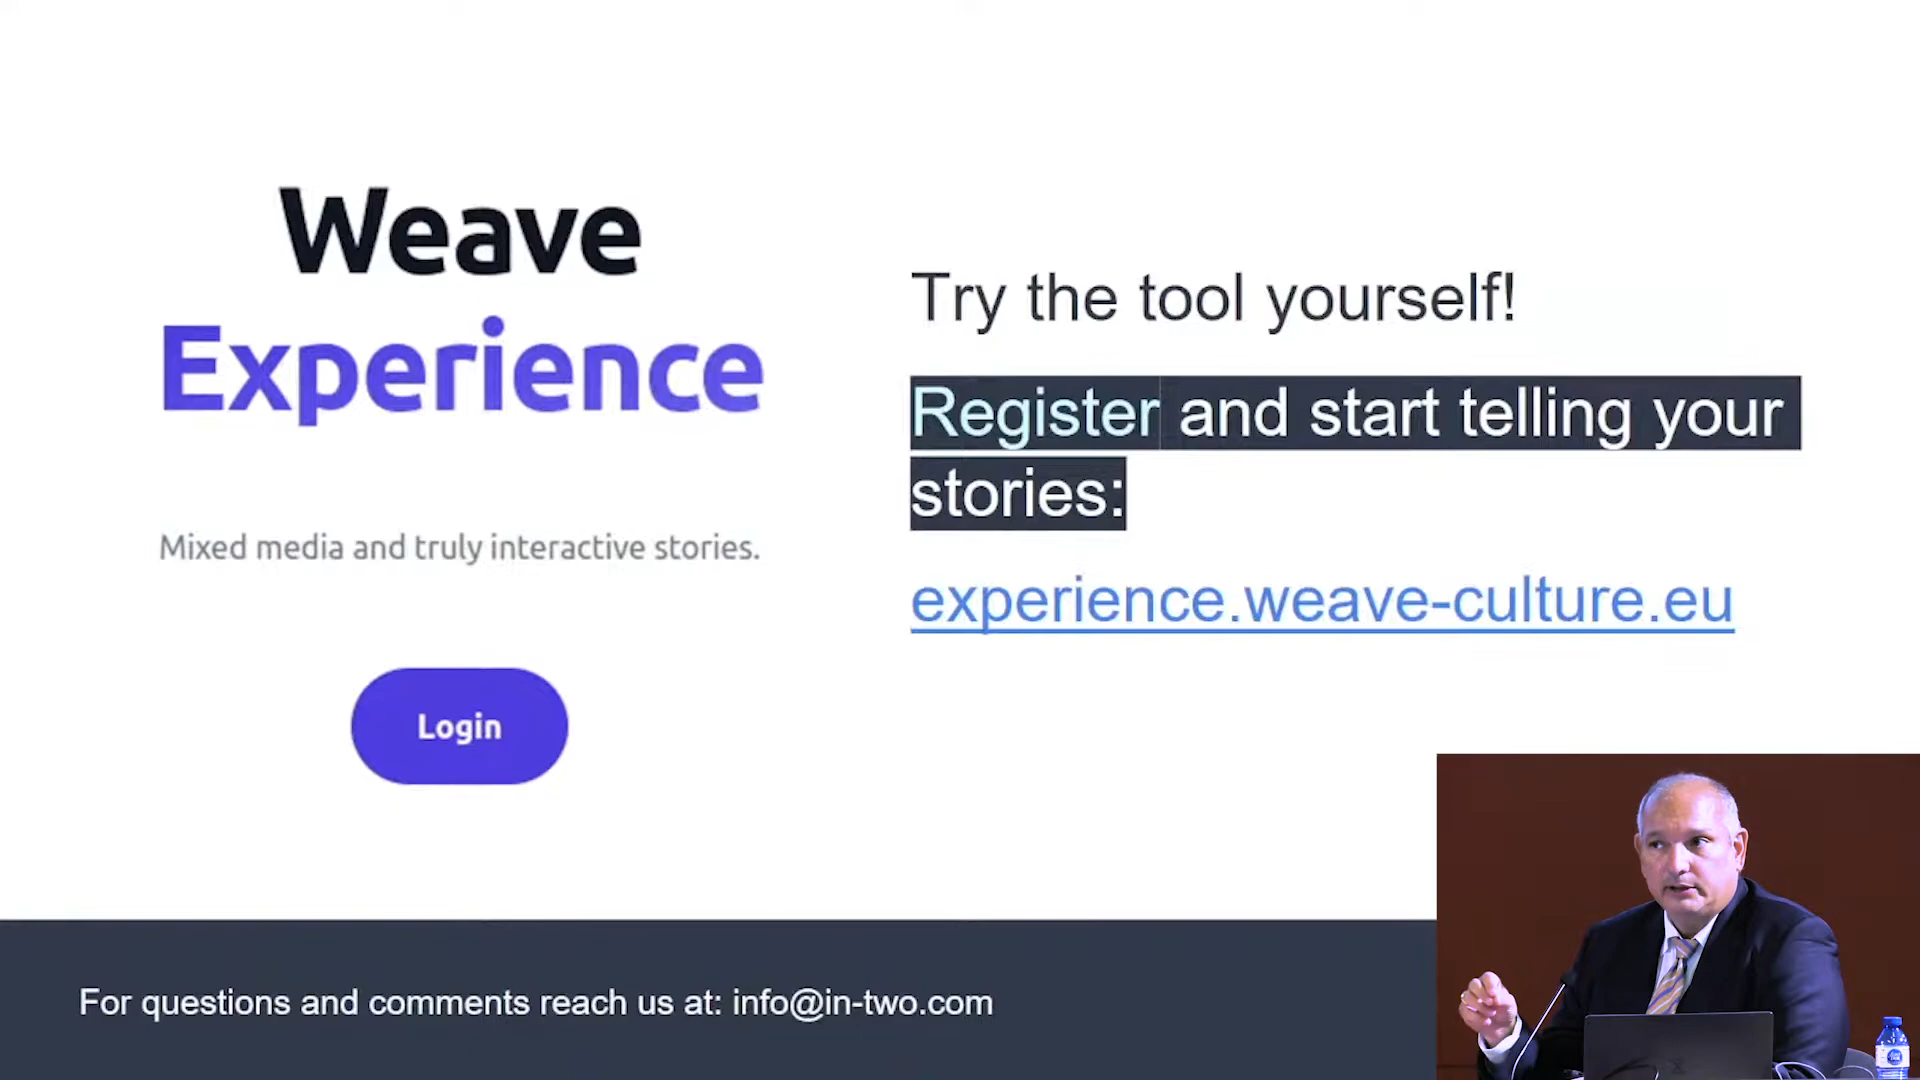 Weave
Experience
Mixed media and truly interactive stories.
Login
Try the tool yourself!
Register and start telling your
stories:
experience.weave-culture.eu
For questions and comments reach us at: info@in-two.com